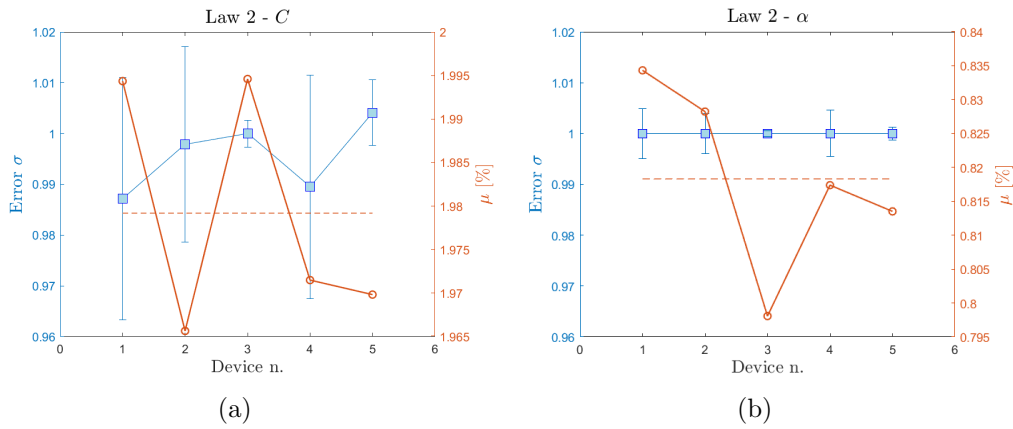 Law 2 - C
1.02
1.01
1
0.99
0.98
0.97
0.96
Error σ
2
1.995
1.99
1.985
1.98
1.975
1.97
1.965
μ [%]
0 1 2 3 4 5 6
Device n.
(a)
Law 2 - α
1.02
1.01
1
0.99
0.98
0.97
0.96
Error σ
0.84
0.835
0.83
0.825
0.82
0.815
0.81
0.805
0.8
0.795
μ [%]
0 1 2 3 4 5 6
Device n.
(b)